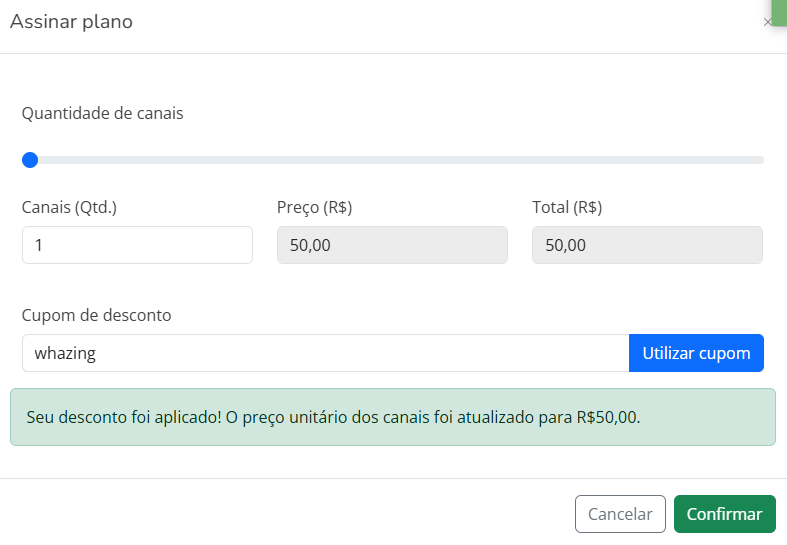 Assinar plano
Quantidade de canais
Canais (Qtd.) Preço (R$) Total (R$)
1 50,00 50,00
Cupom de desconto
whazing Utilizar cupom
Seu desconto foi aplicado! O preço unitário dos canais foi atualizado para R$50,00.
Cancelar Confirmar